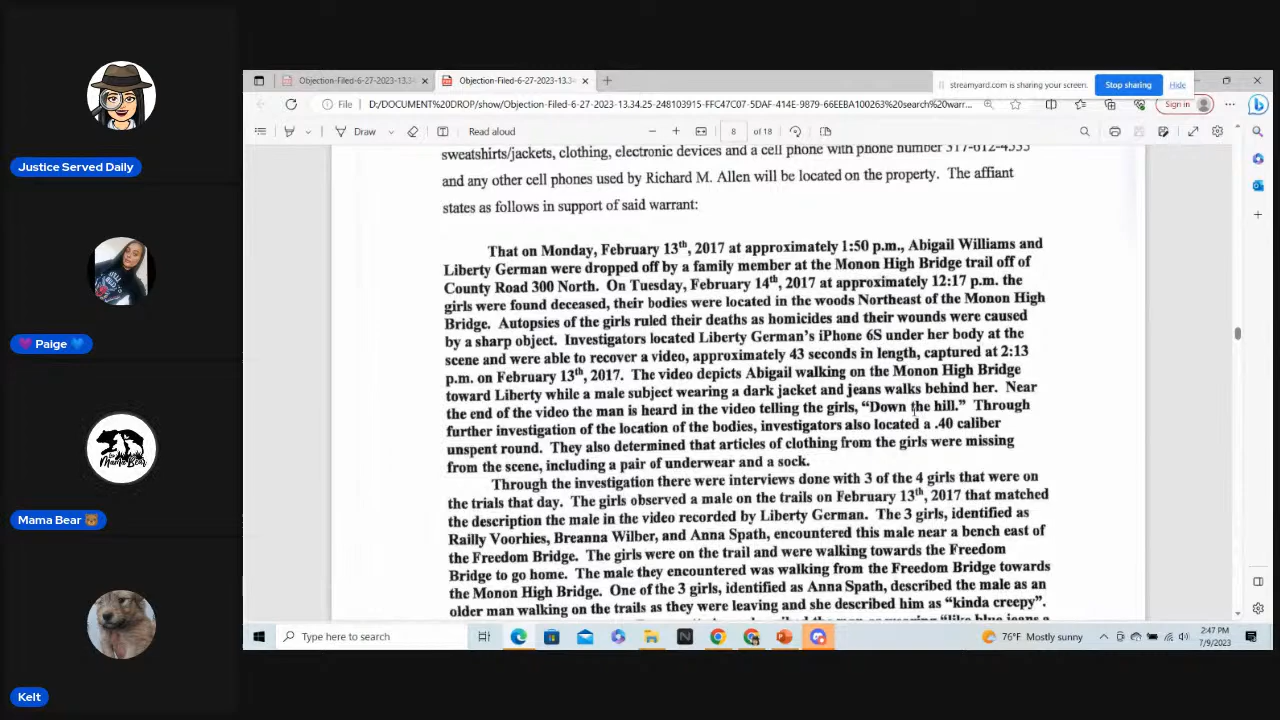 Objection-Filed-6-27-2023-13.34
Objection-Filed-6-27-2023-13.34
streamyard.com is sharing your screen.
Stop sharing
Hide
File
D:/DOCUMENT%20DROP/show/Objection-Filed-6-27-2023-13.34.25-248103915-FFC47C07-5DAF-414E-9879-66EEBA100263%20search%20warr...
Sign in
Draw
Read aloud
8
of 18
sweatshirts/jackets, clothing, electronic devices and a cell phone with phone number 317-612-4533
and any other cell phones used by Richard M. Allen will be located on the property. The affiant
states as follows in support of said warrant:
That on Monday, February 13th, 2017 at approximately 1:50 p.m., Abigail Williams and
Liberty German were dropped off by a family member at the Monon High Bridge trail off of
County Road 300 North. On Tuesday, February 14th, 2017 at approximately 12:17 p.m. the
girls were found deceased, their bodies were located in the woods Northeast of the Monon High
Bridge. Autopsies of the girls ruled their deaths as homicides and their wounds were caused
by a sharp object. Investigators located Liberty German's iPhone 6S under her body at the
scene and were able to recover a video, approximately 43 seconds in length, captured at 2:13
p.m. on February 13th, 2017. The video depicts Abigail walking on the Monon High Bridge
toward Liberty while a male subject wearing a dark jacket and jeans walks behind her. Near
the end of the video the man is heard in the video telling the girls, "Down the hill." Through
further investigation of the location of the bodies, investigators also located a .40 caliber
unspent round. They also determined that articles of clothing from the girls were missing
from the scene, including a pair of underwear and a sock.
Through the investigation there were interviews done with 3 of the 4 girls that were on
the trials that day. The girls observed a male on the trails on February 13th, 2017 that matched
the description the male in the video recorded by Liberty German. The 3 girls, identified as
Railly Voorhies, Breanna Wilber, and Anna Spath, encountered this male near a bench east of
the Freedom Bridge. The girls were on the trail and were walking towards the Freedom
Bridge to go home. The male they encountered was walking from the Freedom Bridge towards
the Monon High Bridge. One of the 3 girls, identified as Anna Spath, described the male as an
older man walking on the trails as they were leaving and she described him as "kinda creepy".
Justice Served Daily
Paige
the Mama Bear
Mama Bear
Kelt
Type here to search
76°F Mostly sunny
2:47 PM
7/9/2023